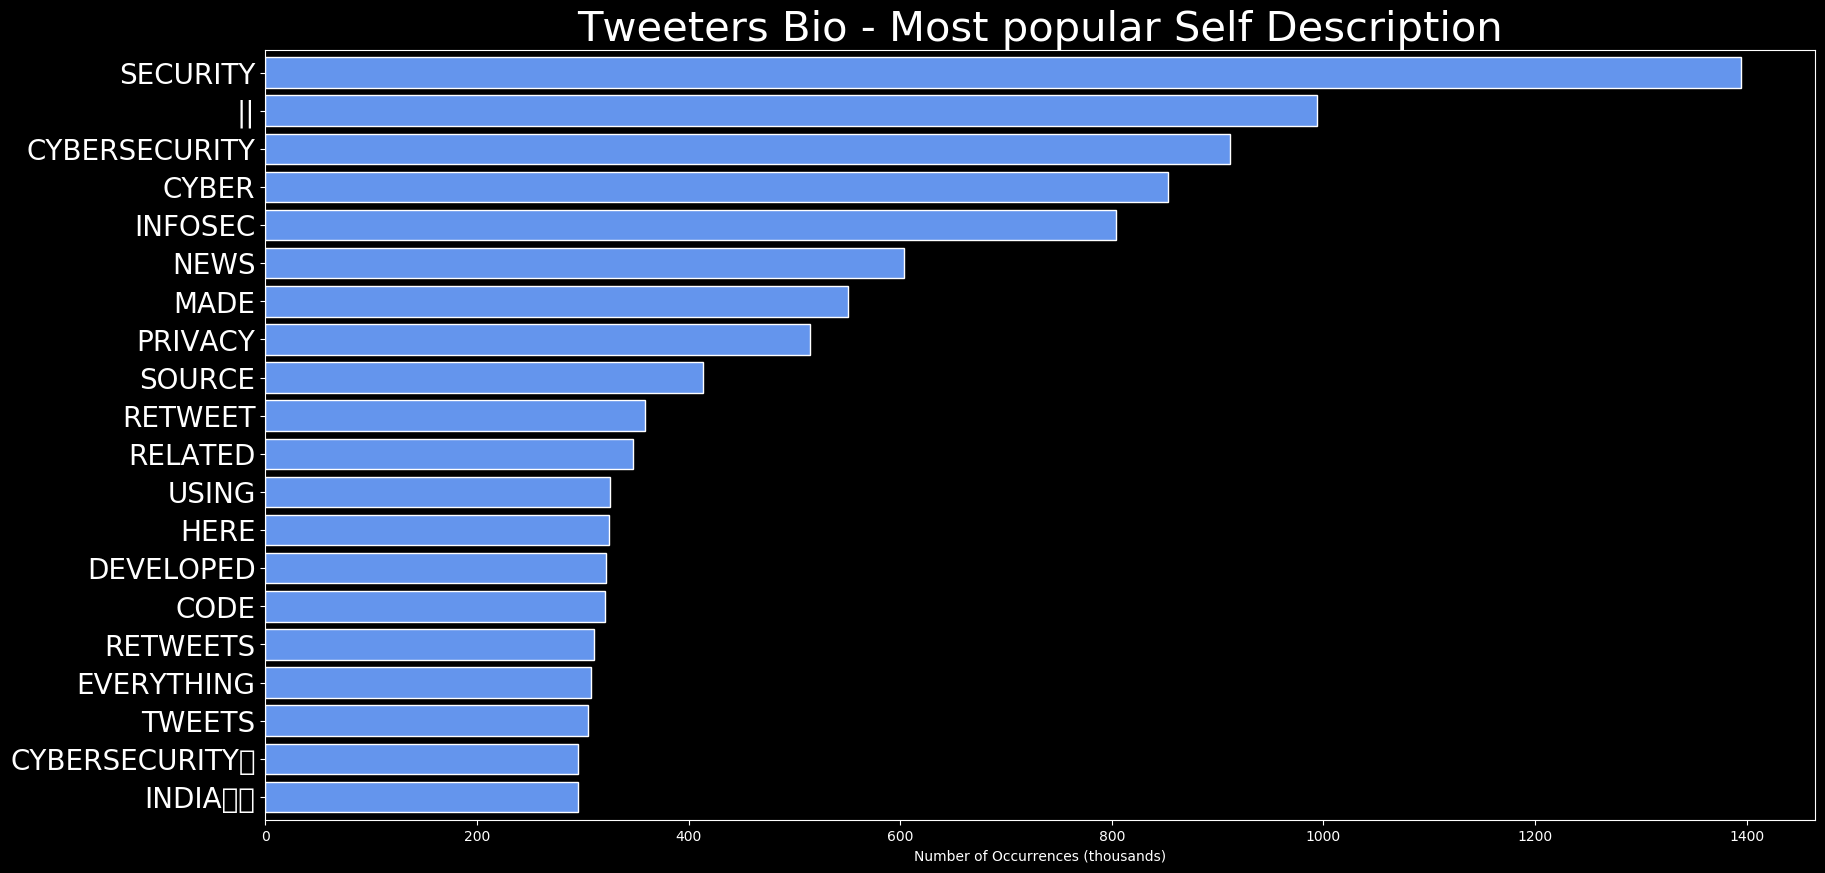 Tweeters Bio - Most popular Self Description
SECURITY
||
CYBERSECURITY
CYBER
INFOSEC
NEWS
MADE
PRIVACY
SOURCE
RETWEET
RELATED
USING
HERE
DEVELOPED
CODE
RETWEETS
EVERYTHING
TWEETS
CYBERSECURITY▯
INDIA▯▯
0 200 400 600 800 1000 1200 1400
Number of Occurrences (thousands)